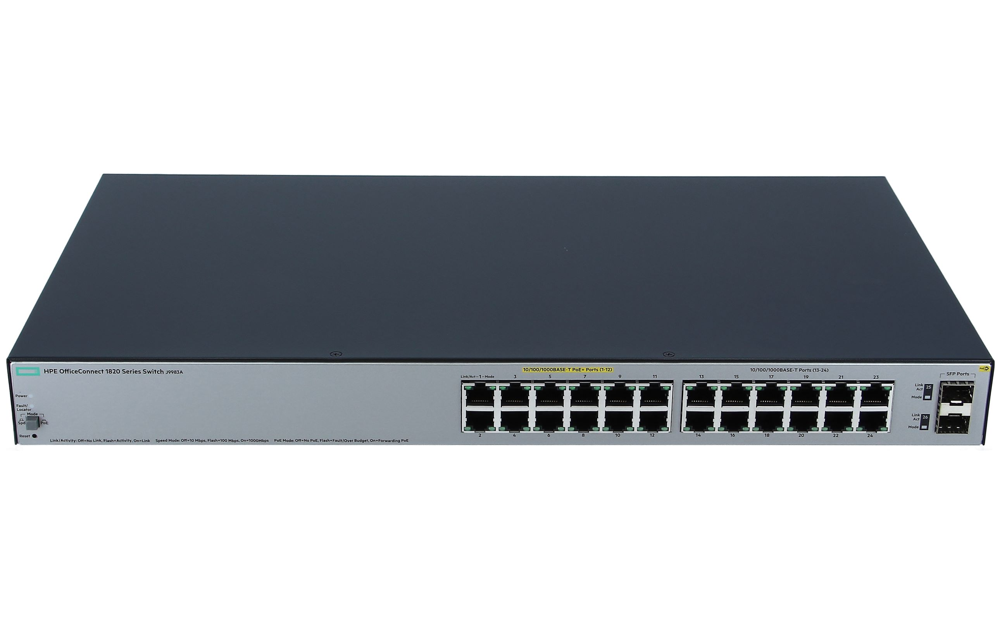 HPE OfficeConnect 1820 Series Switch J9983A
Power
Fault/
Locator
Mode
Spd PoE
Reset
Link/Activity: Off=No Link, Flash=Activity, On=Link Speed Mode: Off=10 Mbps, Flash=100 Mbps, On=1000Mbps PoE Mode: Off=No PoE, Flash=Fault/Over Budget, On=Forwarding PoE
10/100/1000BASE-T PoE+ Ports (1-12)
Link/Act-1-Mode 3 5 7 9 11
2 4 6 8 10 12
10/100/1000BASE-T Ports (13-24)
13 15 17 19 21 23
14 16 18 20 22 24
PoE
SFP Ports
Link
Act 25
Mode
Link
Act 26
Mode